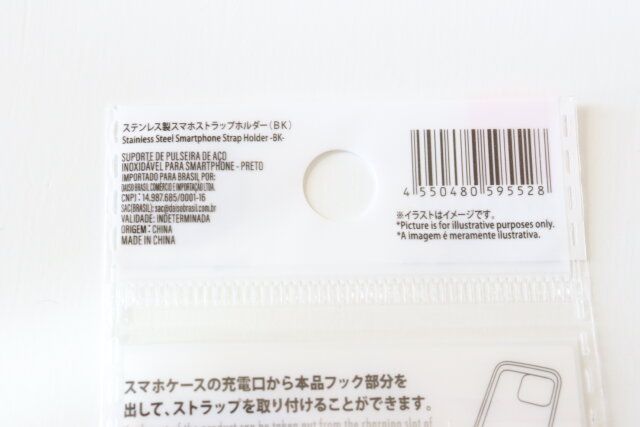 ステンレス製スマホストラップホルダー(BK)
Stainless Steel Smartphone Strap Holder -BK-
SUPORTE DE PULSEIRA DE AÇO
INOXIDÁVEL PARA SMARTPHONE - PRETO
IMPORTADO PARA BRASIL POR:
DAISO BRASIL COMÉRCIO E IMPORTAÇÃO LTDA.
CNPJ: 14.987.685/0001-16
SAC(BRASIL): sac@daisobrasil.com.br
VALIDADE: INDETERMINADA
ORIGEM: CHINA
MADE IN CHINA
4 550480 595528
※イラストはイメージです。
*Picture is for illustrative purposes only.
*A imagem é meramente ilustrativa.
スマホケースの充電口から本品フック部分を
出して、ストラップを取り付けることができます。